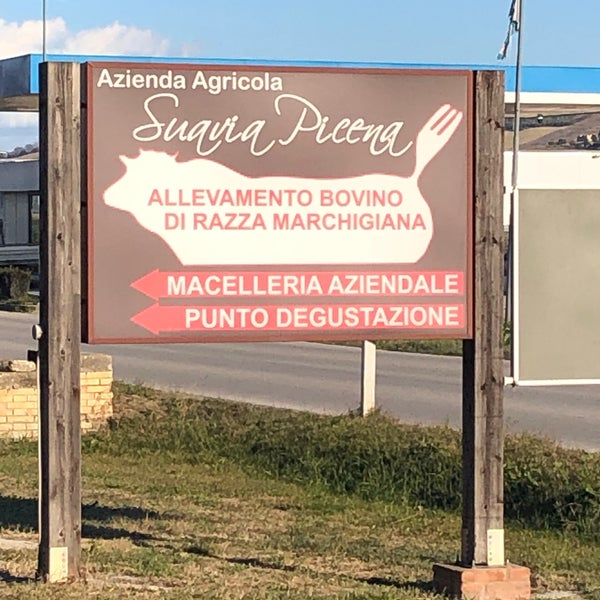 Azienda Agricola
Suavia Picena
ALLEVAMENTO BOVINO
DI RAZZA MARCHIGIANA
MACELLERIA AZIENDALE
PUNTO DEGUSTAZIONE